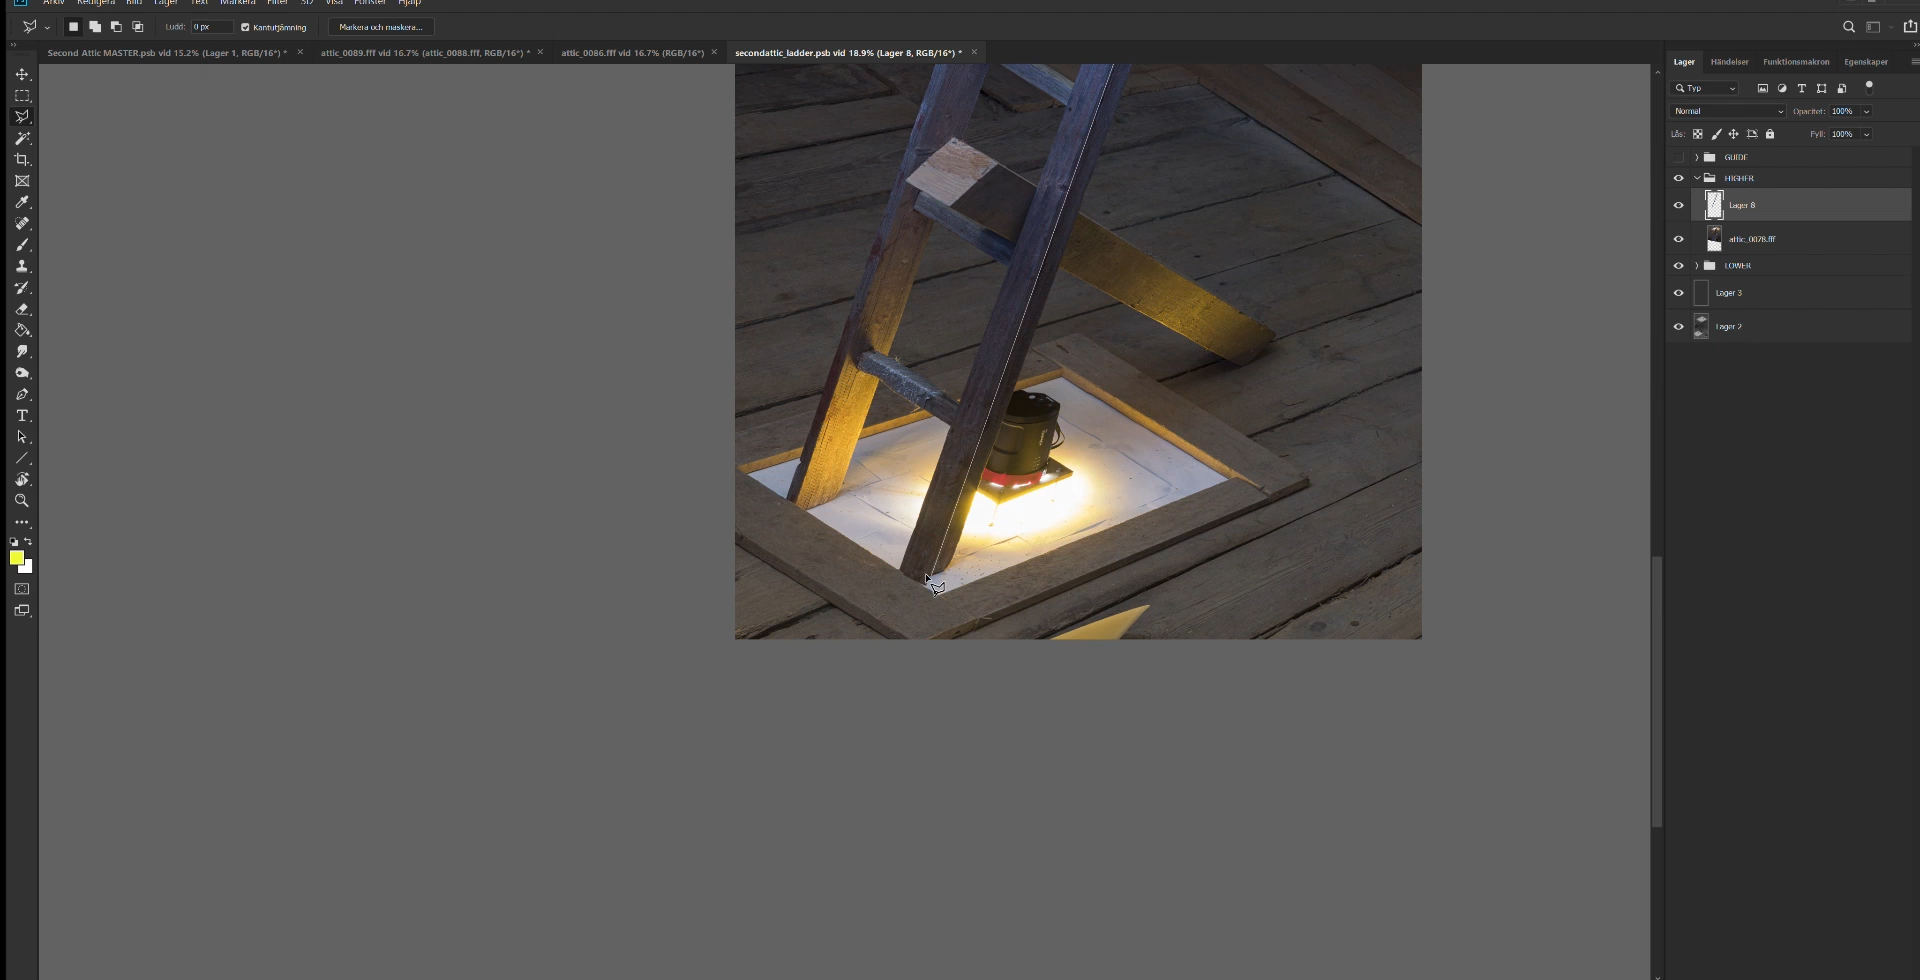 Arkiv Redigera Bild Lager Text Markera Filter 3D Visa Fönster Hjälp
Ludd: 0 px Kantutjämning Markera och maskera...
Second Attic MASTER.psb vid 15.2% (Lager 1, RGB/16*) * × attic_0089.fff vid 16.7% (attic_0088.fff, RGB/16*) * × attic_0086.fff vid 16.7% (RGB/16*) × secondattic_ladder.psb vid 18.9% (Lager 8, RGB/16*) * ×
Lager Händelser Funktionsmakron Egenskaper
Typ
Normal Opacitet: 100%
Lås: Fyll: 100%
GUIDE
HIGHER
Lager 8
attic_0078.fff
LOWER
Lager 3
Lager 2